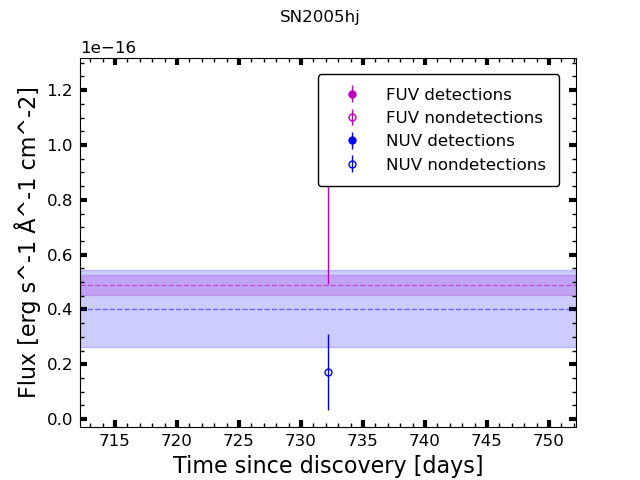 SN2005hj
1e−16
FUV detections
FUV nondetections
NUV detections
NUV nondetections
1.2
1.0
0.8
0.6
0.4
0.2
0.0
Flux [erg s^-1 Å^-1 cm^-2]
715 720 725 730 735 740 745 750
Time since discovery [days]